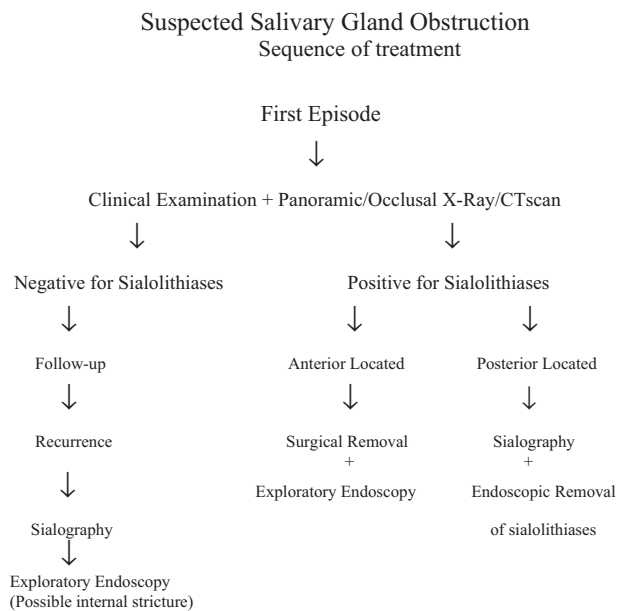 Suspected Salivary Gland Obstruction
Sequence of treatment
First Episode
Clinical Examination + Panoramic/Occlusal X-Ray/CTscan
Negative for Sialolithiases
Positive for Sialolithiases
Follow-up
Anterior Located
Posterior Located
Recurrence
Surgical Removal
+
Exploratory Endoscopy
Sialography
+
Endoscopic Removal
of sialolithiases
Sialography
Exploratory Endoscopy
(Possible internal stricture)